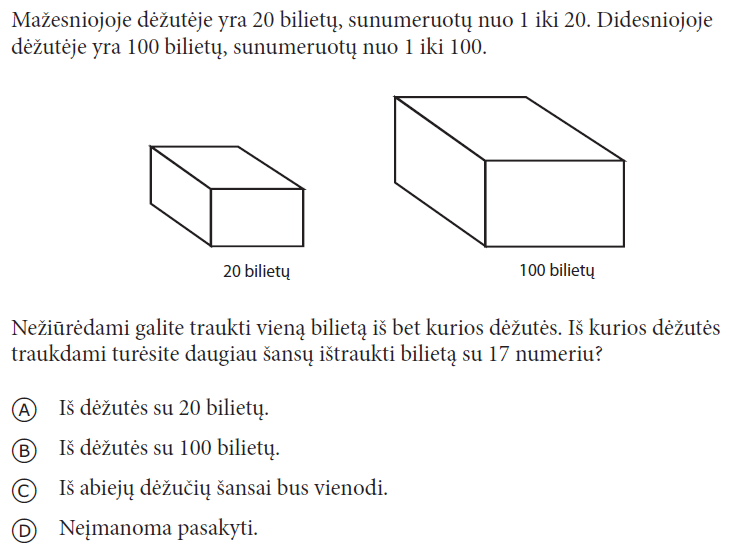 Mažesniojoje dėžutėje yra 20 bilietų, sunumeruotų nuo 1 iki 20. Didesniojoje
dėžutėje yra 100 bilietų, sunumeruotų nuo 1 iki 100.
20 bilietų
100 bilietų
Nežiūrėdami galite traukti vieną bilietą iš bet kurios dėžutės. Iš kurios dėžutės
traukdami turėsite daugiau šansų ištraukti bilietą su 17 numeriu?
A Iš dėžutės su 20 bilietų.
B Iš dėžutės su 100 bilietų.
C Iš abiejų dėžučių šansai bus vienodi.
D Neįmanoma pasakyti.